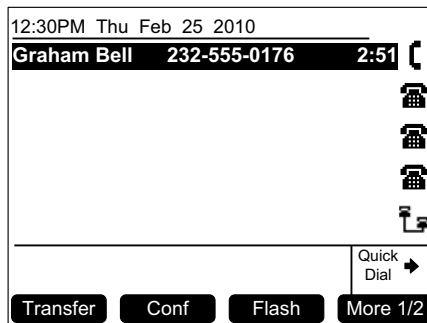 12:30PM Thu Feb 25 2010
Graham Bell 232-555-0176 2:51
Quick
Dial
Transfer Conf Flash More 1/2